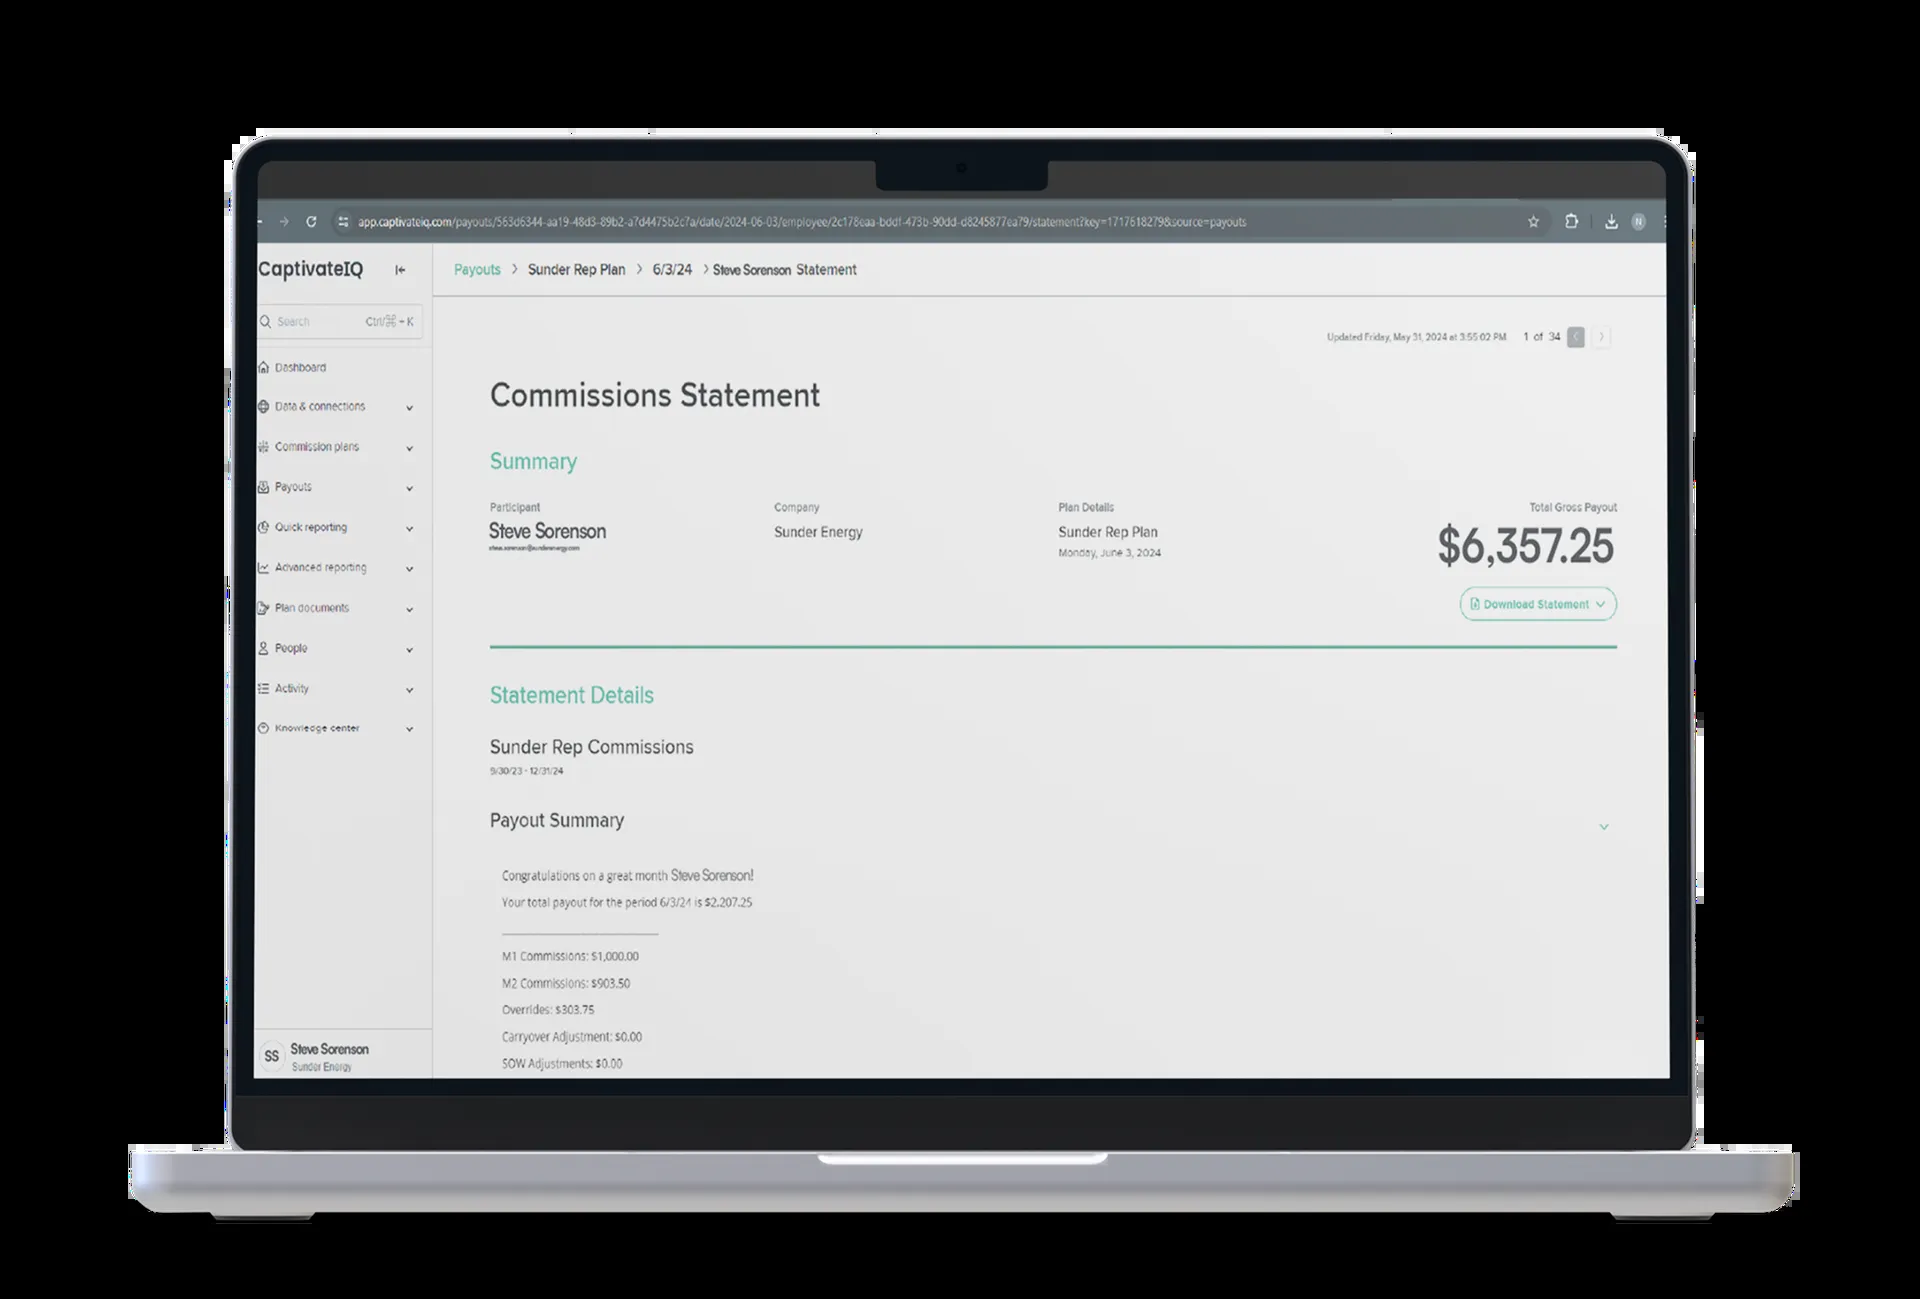 app.captivateiq.com/payouts/563d6344-aa19-48d3-89b2-a7d4475b2c7a/date/2024-06-03/employee/2c178eaa-bddf-473b-90dd-d8245877ea79/statement?key=1717618279&source=payouts
N
CaptivateIQ
Payouts > Sunder Rep Plan > 6/3/24 > Steve Sorenson Statement
Search Ctrl/⌘ + K
Updated Friday, May 31, 2024 at 3:55:02 PM 1 of 34
Dashboard
Data & connections
Commission plans
Payouts
Quick reporting
Advanced reporting
Plan documents
People
Activity
Knowledge center
SS
Steve Sorenson
Sunder Energy
Commissions Statement
Summary
Participant
Steve Sorenson
steve.sorenson@sunderenergy.com
Company
Sunder Energy
Plan Details
Sunder Rep Plan
Monday, June 3, 2024
Total Gross Payout
$6,357.25
Download Statement
Statement Details
Sunder Rep Commissions
9/30/23 - 12/31/24
Payout Summary
Congratulations on a great month Steve Sorenson!
Your total payout for the period 6/3/24 is $2,207.25
M1 Commissions: $1,000.00
M2 Commissions: $903.50
Overrides: $303.75
Carryover Adjustment: $0.00
SOW Adjustments: $0.00